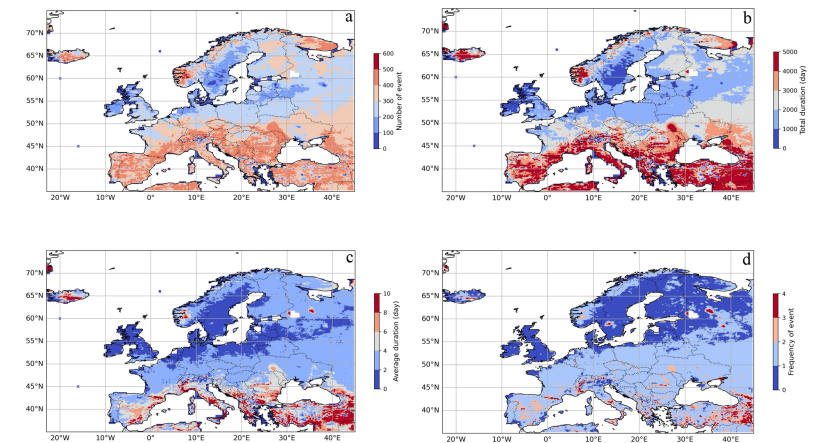 a
70°N
65°N
60°N
55°N
50°N
45°N
40°N
20°W
10°W
0°
10°E
20°E
30°E
40°E
600
500
400
300
200
100
0
Number of event
b
70°N
65°N
60°N
55°N
50°N
45°N
40°N
20°W
10°W
0°
10°E
20°E
30°E
40°E
5000
4000
3000
2000
1000
0
Total duration (day)
c
70°N
65°N
60°N
55°N
50°N
45°N
40°N
20°W
10°W
0°
10°E
20°E
30°E
40°E
10
8
6
4
2
0
Average duration (day)
d
70°N
65°N
60°N
55°N
50°N
45°N
40°N
20°W
10°W
0°
10°E
20°E
30°E
40°E
4
3
2
1
0
Frequency of event